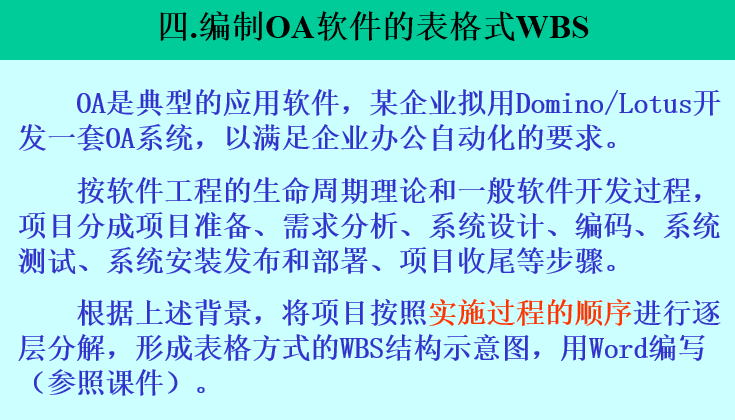 四.编制OA软件的表格式WBS
OA是典型的应用软件，某企业拟用Domino/Lotus开
发一套OA系统，以满足企业办公自动化的要求。
按软件工程的生命周期理论和一般软件开发过程，
项目分成项目准备、需求分析、系统设计、编码、系统
测试、系统安装发布和部署、项目收尾等步骤。
根据上述背景，将项目按照实施过程的顺序进行逐
层分解，形成表格方式的WBS结构示意图，用Word编写
（参照课件）。